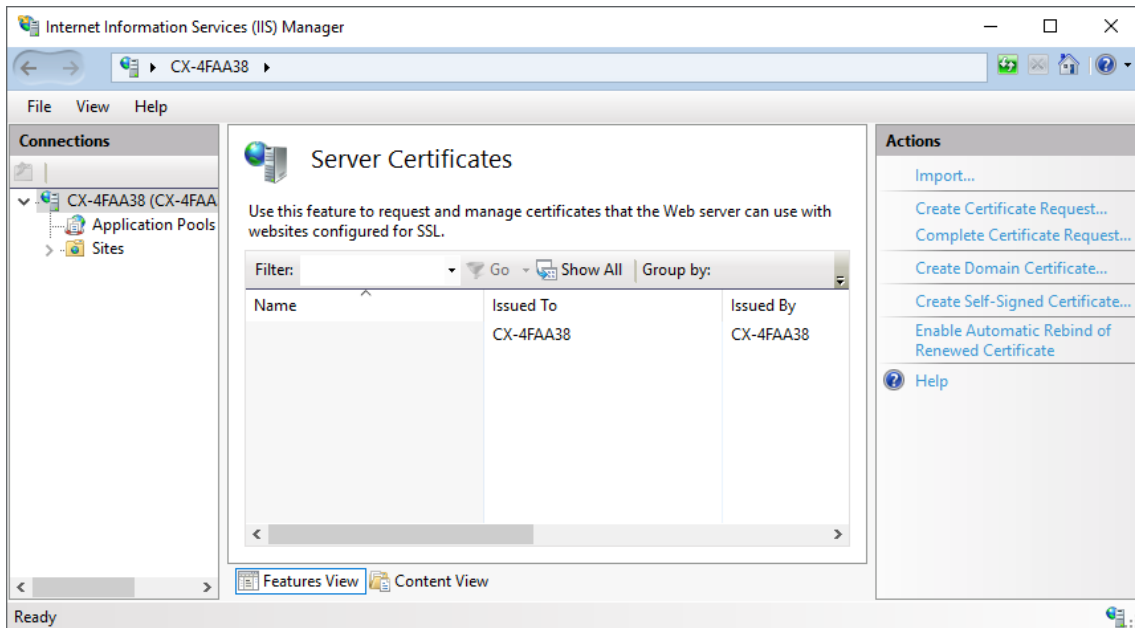 Internet Information Services (IIS) Manager
CX-4FAA38
File View Help
Connections
CX-4FAA38 (CX-4FAA
Application Pools
Sites
Server Certificates
Use this feature to request and manage certificates that the Web server can use with
websites configured for SSL.
Filter: Go Show All Group by:
Name Issued To Issued By
CX-4FAA38 CX-4FAA38
Features View Content View
Actions
Import...
Create Certificate Request...
Complete Certificate Request...
Create Domain Certificate...
Create Self-Signed Certificate...
Enable Automatic Rebind of
Renewed Certificate
Help
Ready